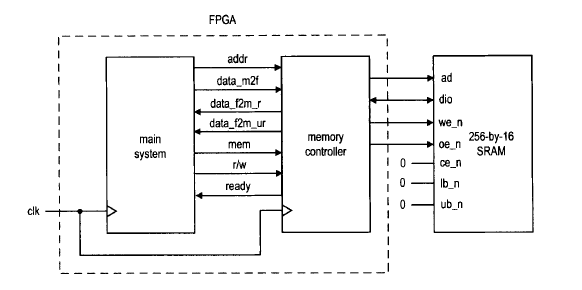 FPGA
addr
data_m2f
data_f2m_r
data_f2m_ur
mem
r/w
ready
main
system
memory
controller
clk
ad
dio
we_n
oe_n
0 ce_n
0 lb_n
0 ub_n
256-by-16
SRAM